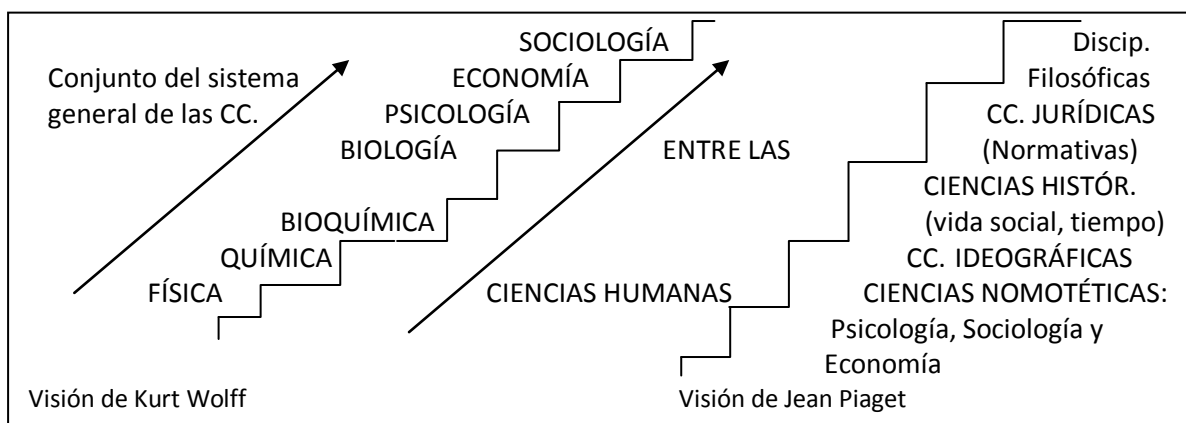 SOCIOLOGÍA
ECONOMÍA
PSICOLOGÍA
BIOLOGÍA
BIOQUÍMICA
QUÍMICA
FÍSICA
Conjunto del sistema
general de las CC.
Visión de Kurt Wolff
ENTRE LAS
CIENCIAS HUMANAS
Discip.
Filosóficas
CC. JURÍDICAS
(Normativas)
CIENCIAS HISTÓR.
(vida social, tiempo)
CC. IDEOGRÁFICAS
CIENCIAS NOMOTÉTICAS:
Psicología, Sociología y
Economía
Visión de Jean Piaget